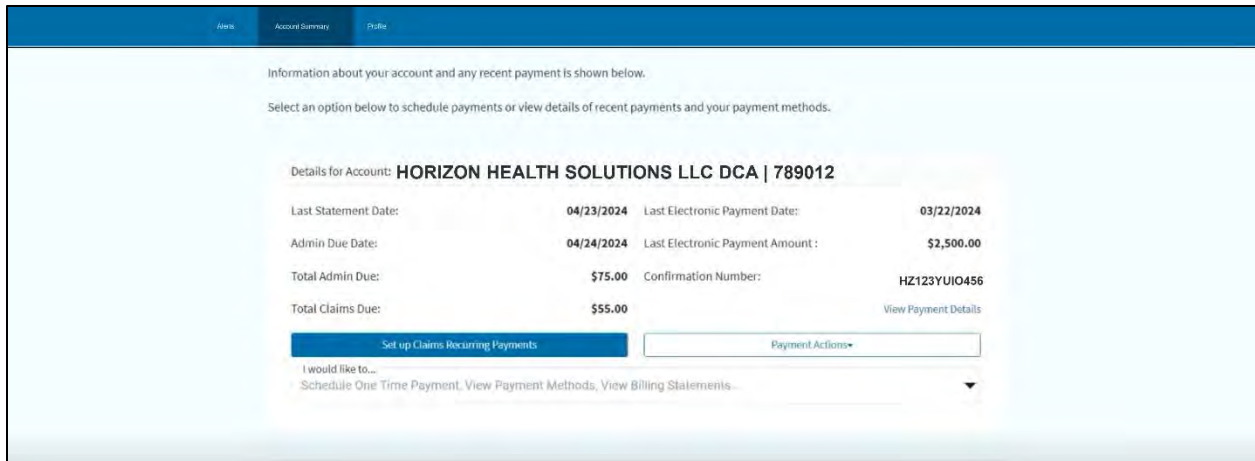 Alerts Account Summary Profile
Information about your account and any recent payment is shown below.
Select an option below to schedule payments or view details of recent payments and your payment methods.
Details for Account: HORIZON HEALTH SOLUTIONS LLC DCA | 789012
Last Statement Date: 04/23/2024 Last Electronic Payment Date: 03/22/2024
Admin Due Date: 04/24/2024 Last Electronic Payment Amount : $2,500.00
Total Admin Due: $75.00 Confirmation Number: HZ123YUIO456
Total Claims Due: $55.00 View Payment Details
Set up Claims Recurring Payments Payment Actions
I would like to...
Schedule One Time Payment, View Payment Methods, View Billing Statements...